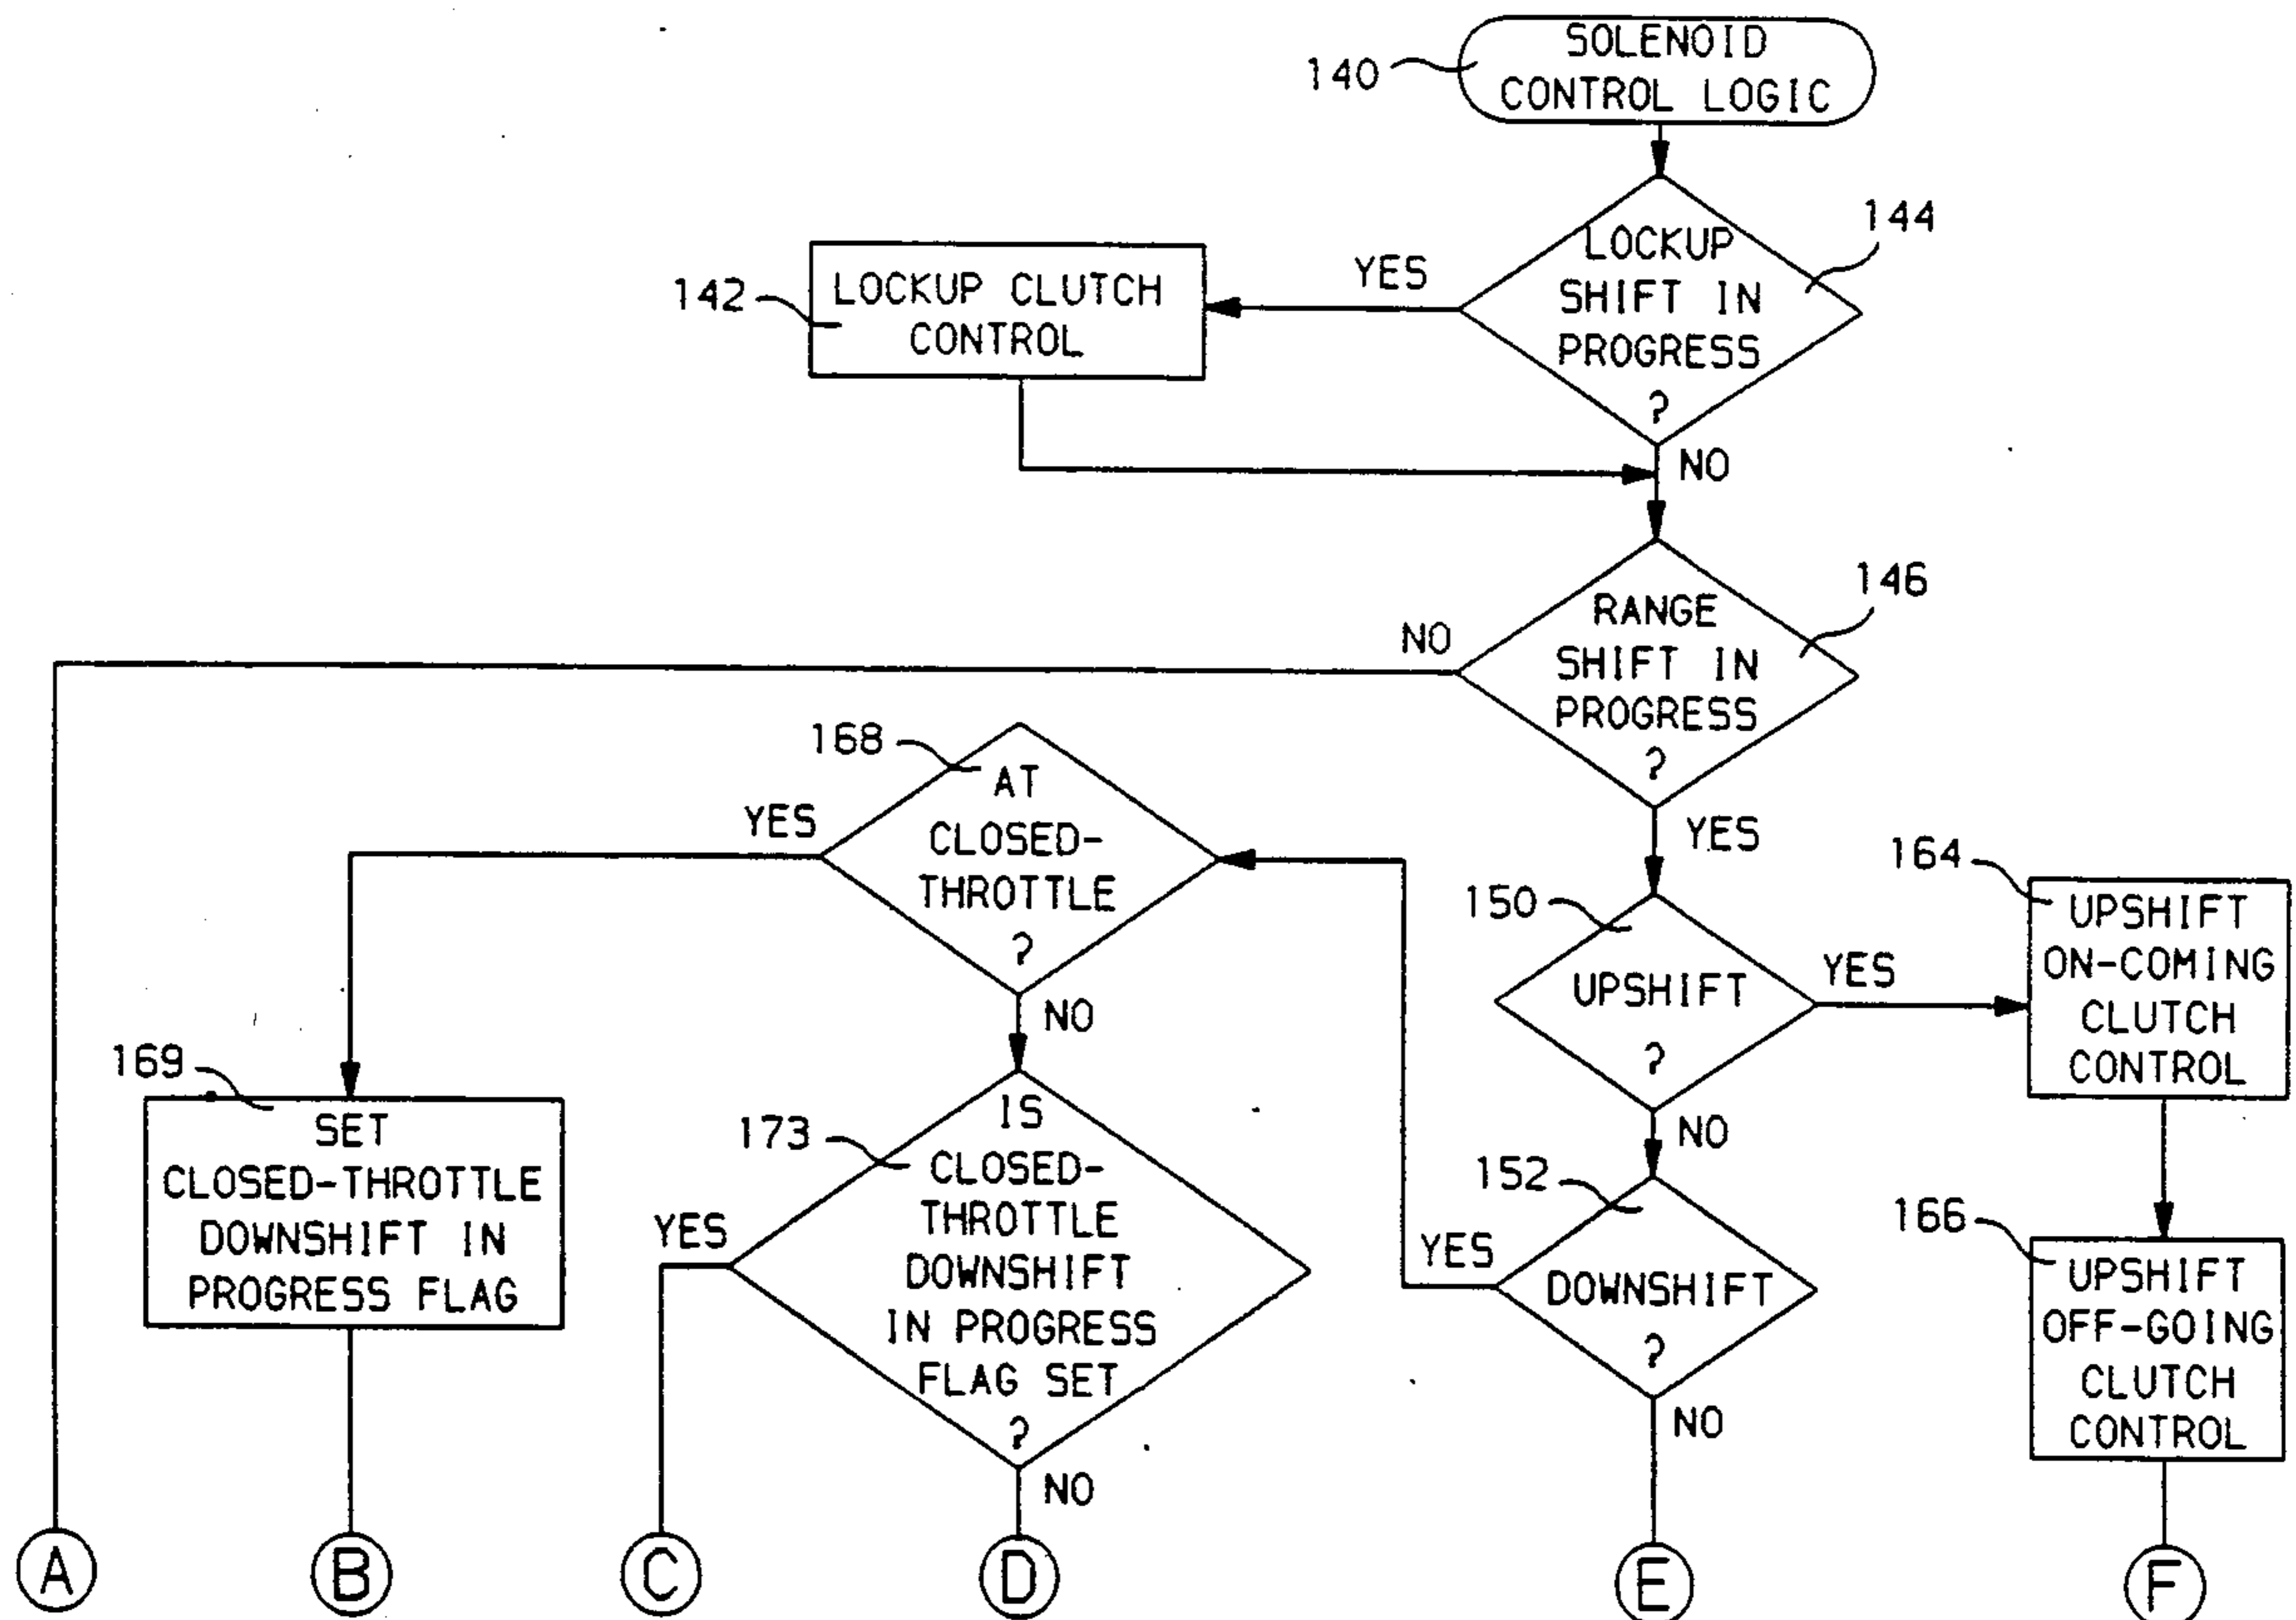 SOLENOID
CONTROL LOGIC
140
144
LOCKUP
SHIFT IN
PROGRESS
?
YES
142
LOCKUP CLUTCH
CONTROL
NO
146
RANGE
SHIFT IN
PROGRESS
?
NO
YES
168
AT
CLOSED-
THROTTLE
?
YES
NO
150
UPSHIFT
?
YES
NO
164
UPSHIFT
ON-COMING
CLUTCH
CONTROL
169
SET
CLOSED-THROTTLE
DOWNSHIFT IN
PROGRESS FLAG
173
IS
CLOSED-
THROTTLE
DOWNSHIFT
IN PROGRESS
FLAG SET
?
YES
NO
152
DOWNSHIFT
?
YES
NO
166
UPSHIFT
OFF-GOING
CLUTCH
CONTROL
A
B
C
D
E
F